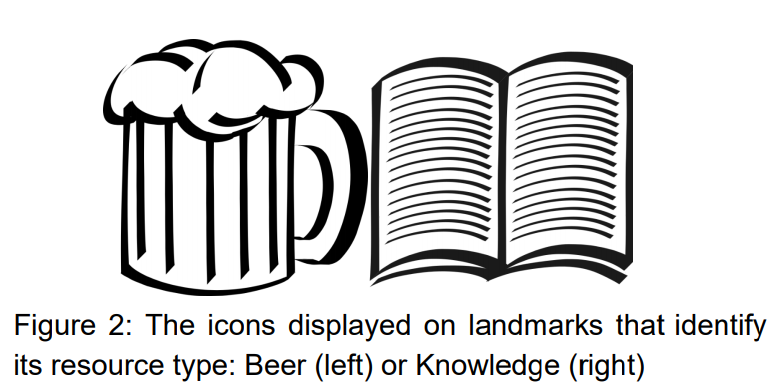 Figure 2: The icons displayed on landmarks that identify
its resource type: Beer (left) or Knowledge (right)